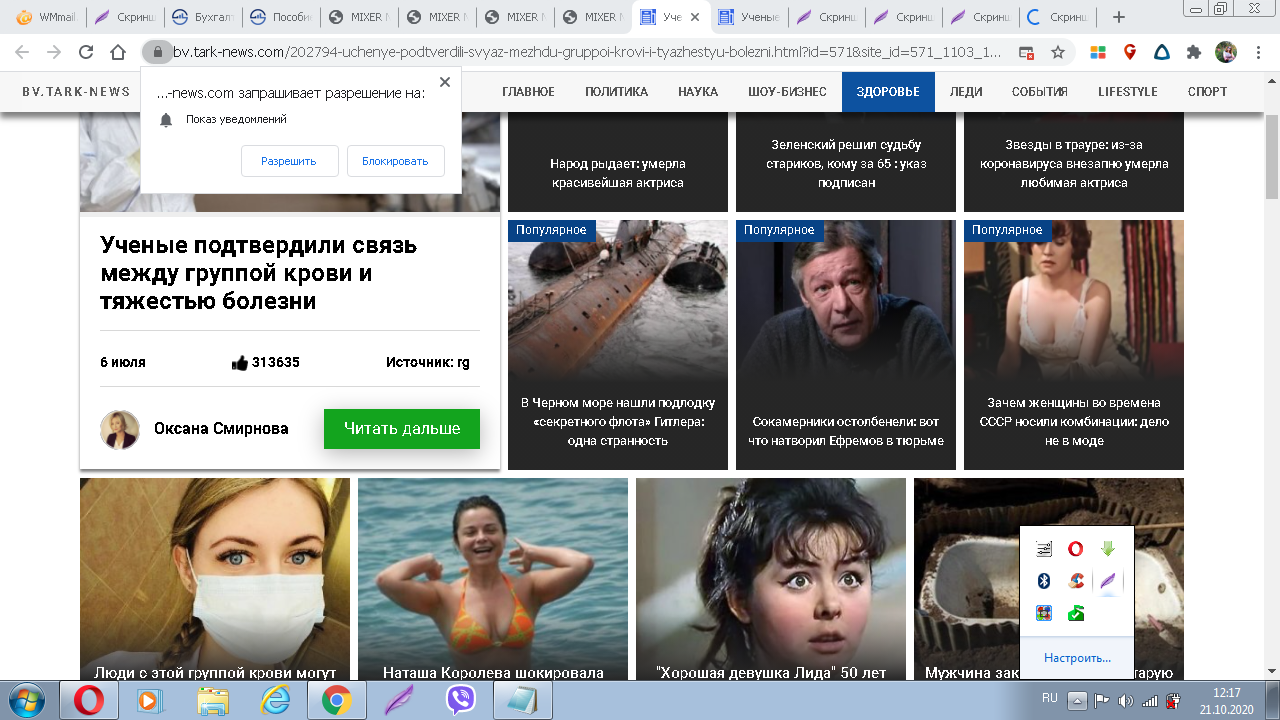 WMmail
Скринш
Бухгалт
Пособи
MIXER
MIXER M
MIXER M
MIXER M
Уче
Ученые
Скринш
Скринш
Скринш
Скринш
bv.tark-news.com/202794-uchenye-podtverdili-svyaz-mezhdu-gruppoi-krovi-i-tyazhestyu-bolezni.html?id=571&site_id=571_1103_1...
BV.TARK-NEWS
ГЛАВНОЕ
ПОЛИТИКА
НАУКА
ШОУ-БИЗНЕС
ЗДОРОВЬЕ
ЛЕДИ
СОБЫТИЯ
LIFESTYLE
СПОРТ
...-news.com запрашивает разрешение на:
Показ уведомлений
Разрешить
Блокировать
Народ рыдает: умерла
красивейшая актриса
Зеленский решил судьбу
стариков, кому за 65 : указ
подписан
Звезды в трауре: из-за
коронавируса внезапно умерла
любимая актриса
Ученые подтвердили связь
между группой крови и
тяжестью болезни
6 июля
313635
Источник: rg
Оксана Смирнова
Читать дальше
Популярное
В Черном море нашли подлодку
«секретного флота» Гитлера:
одна странность
Популярное
Сокамерники остолбенели: вот
что натворил Ефремов в тюрьме
Популярное
Зачем женщины во времена
СССР носили комбинации: дело
не в моде
Люди с этой группой крови могут
Наташа Королева шокировала
"Хорошая девушка Лида" 50 лет
Мужчина зак
тарую
Настроить...
RU
12:17
21.10.2020